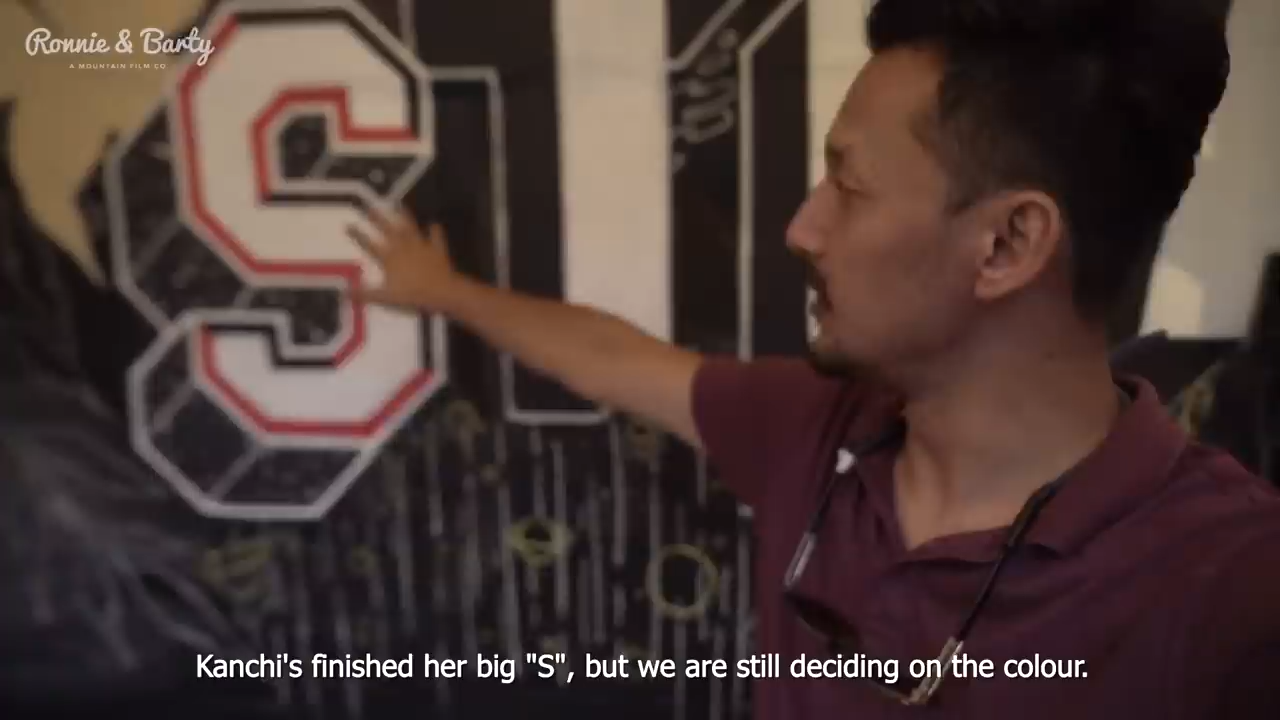 Ronnie & Barty
A MOUNTAIN FILM CO.
S
Kanchi's finished her big "S", but we are still deciding on the colour.